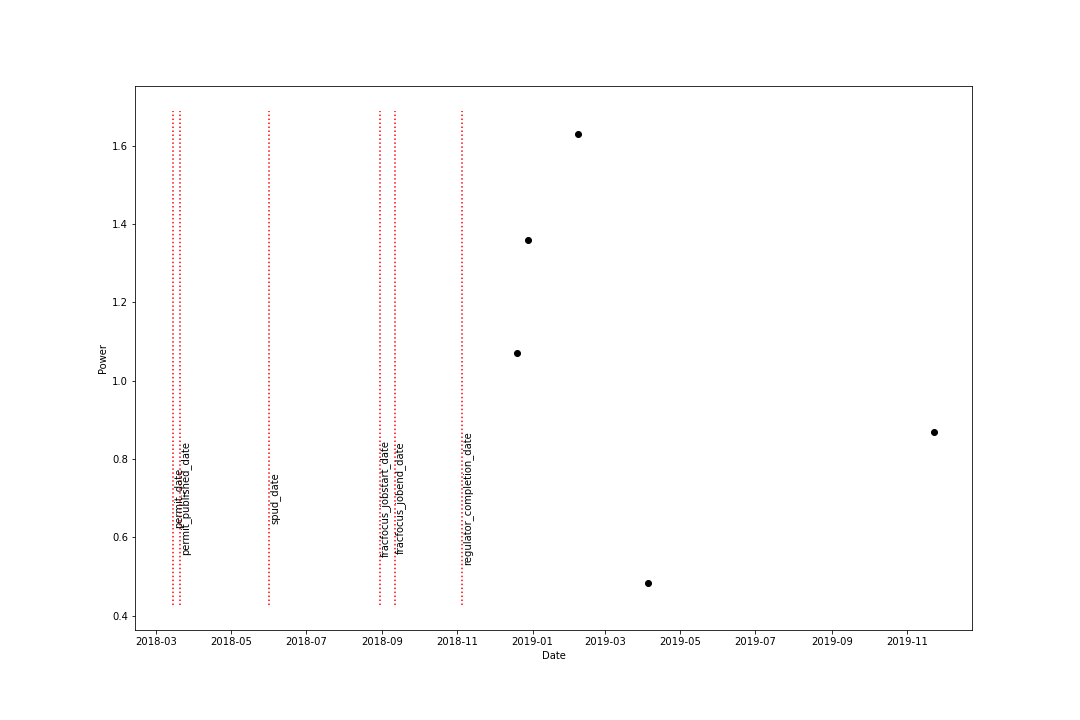 1.6
1.4
1.2
1.0
0.8
0.6
0.4
Power
permit_date
permit_published_date
spud_date
fracfocus_jobstart_date
fracfocus_jobend_date
regulator_completion_date
2018-03
2018-05
2018-07
2018-09
2018-11
2019-01
2019-03
2019-05
2019-07
2019-09
2019-11
Date